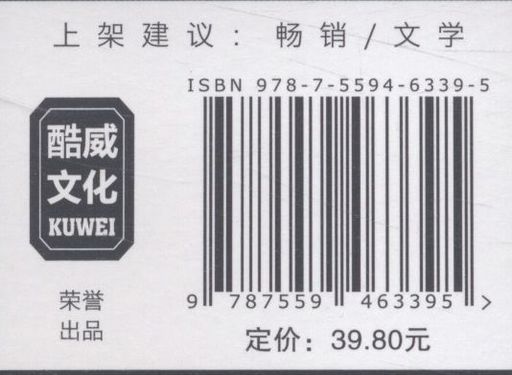 上架建议：畅销/文学
ISBN 978-7-5594-6339-5
酷威
文化
KUWEI
荣誉
出品
9 787559 463395 >
定价：39.80元